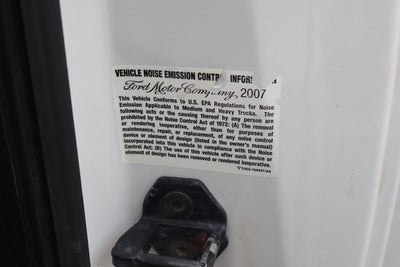 VEHICLE NOISE EMISSION CONTR INFOR ION
Ford Motor Company, 2007
This Vehicle Conforms to U.S. EPA Regulations for Noise
Emission Applicable to Medium and Heavy Trucks. The
following acts or the causing thereof by any person are
prohibited by the Noise Control Act of 1972: (A) The removal
or rendering inoperative, other than for purposes of
maintenance, repair, or replacement, of any noise control
device or element of design (listed in the owner's manual)
incorporated into this vehicle in compliance with the Noise
Control Act; (B) The use of this vehicle after such device or
element of design has been removed or rendered inoperative.